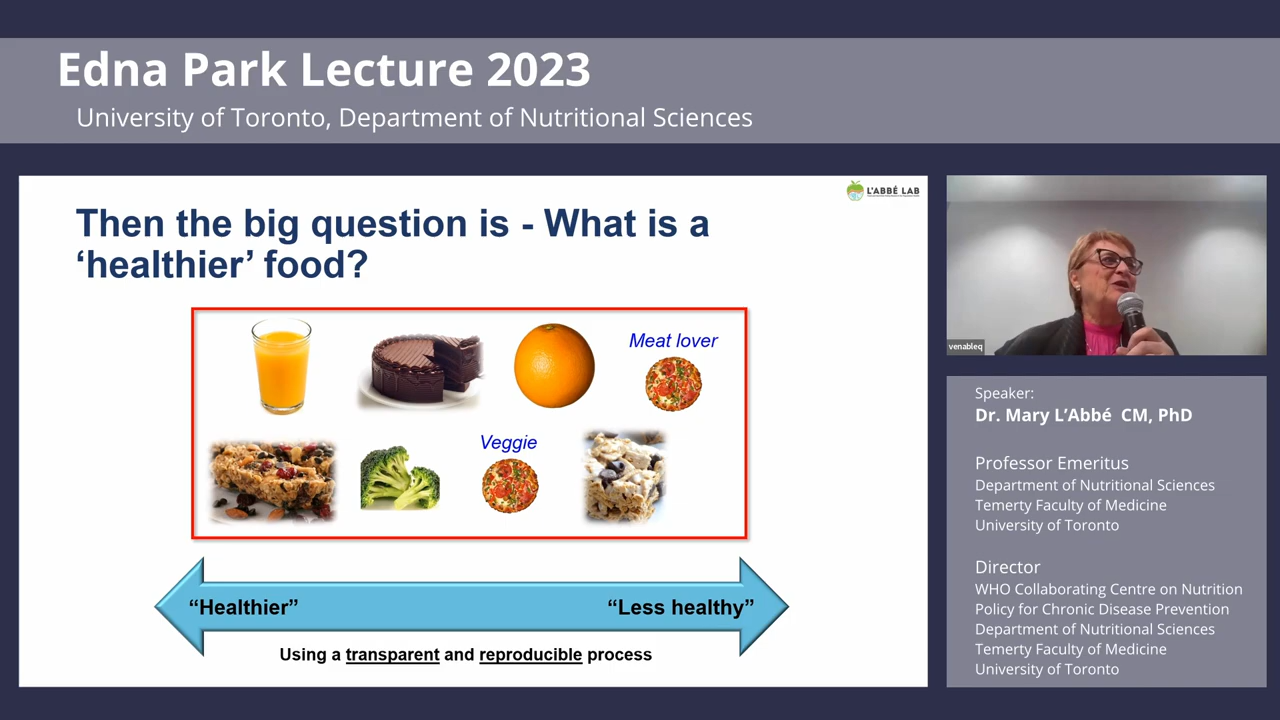 Edna Park Lecture 2023
University of Toronto, Department of Nutritional Sciences
L'ABBÉ LAB
Then the big question is - What is a
‘healthier’ food?
Meat lover
Veggie
“Healthier”
“Less healthy”
Using a transparent and reproducible process
venableq
Speaker:
Dr. Mary L’Abbé CM, PhD
Professor Emeritus
Department of Nutritional Sciences
Temerty Faculty of Medicine
University of Toronto
Director
WHO Collaborating Centre on Nutrition
Policy for Chronic Disease Prevention
Department of Nutritional Sciences
Temerty Faculty of Medicine
University of Toronto